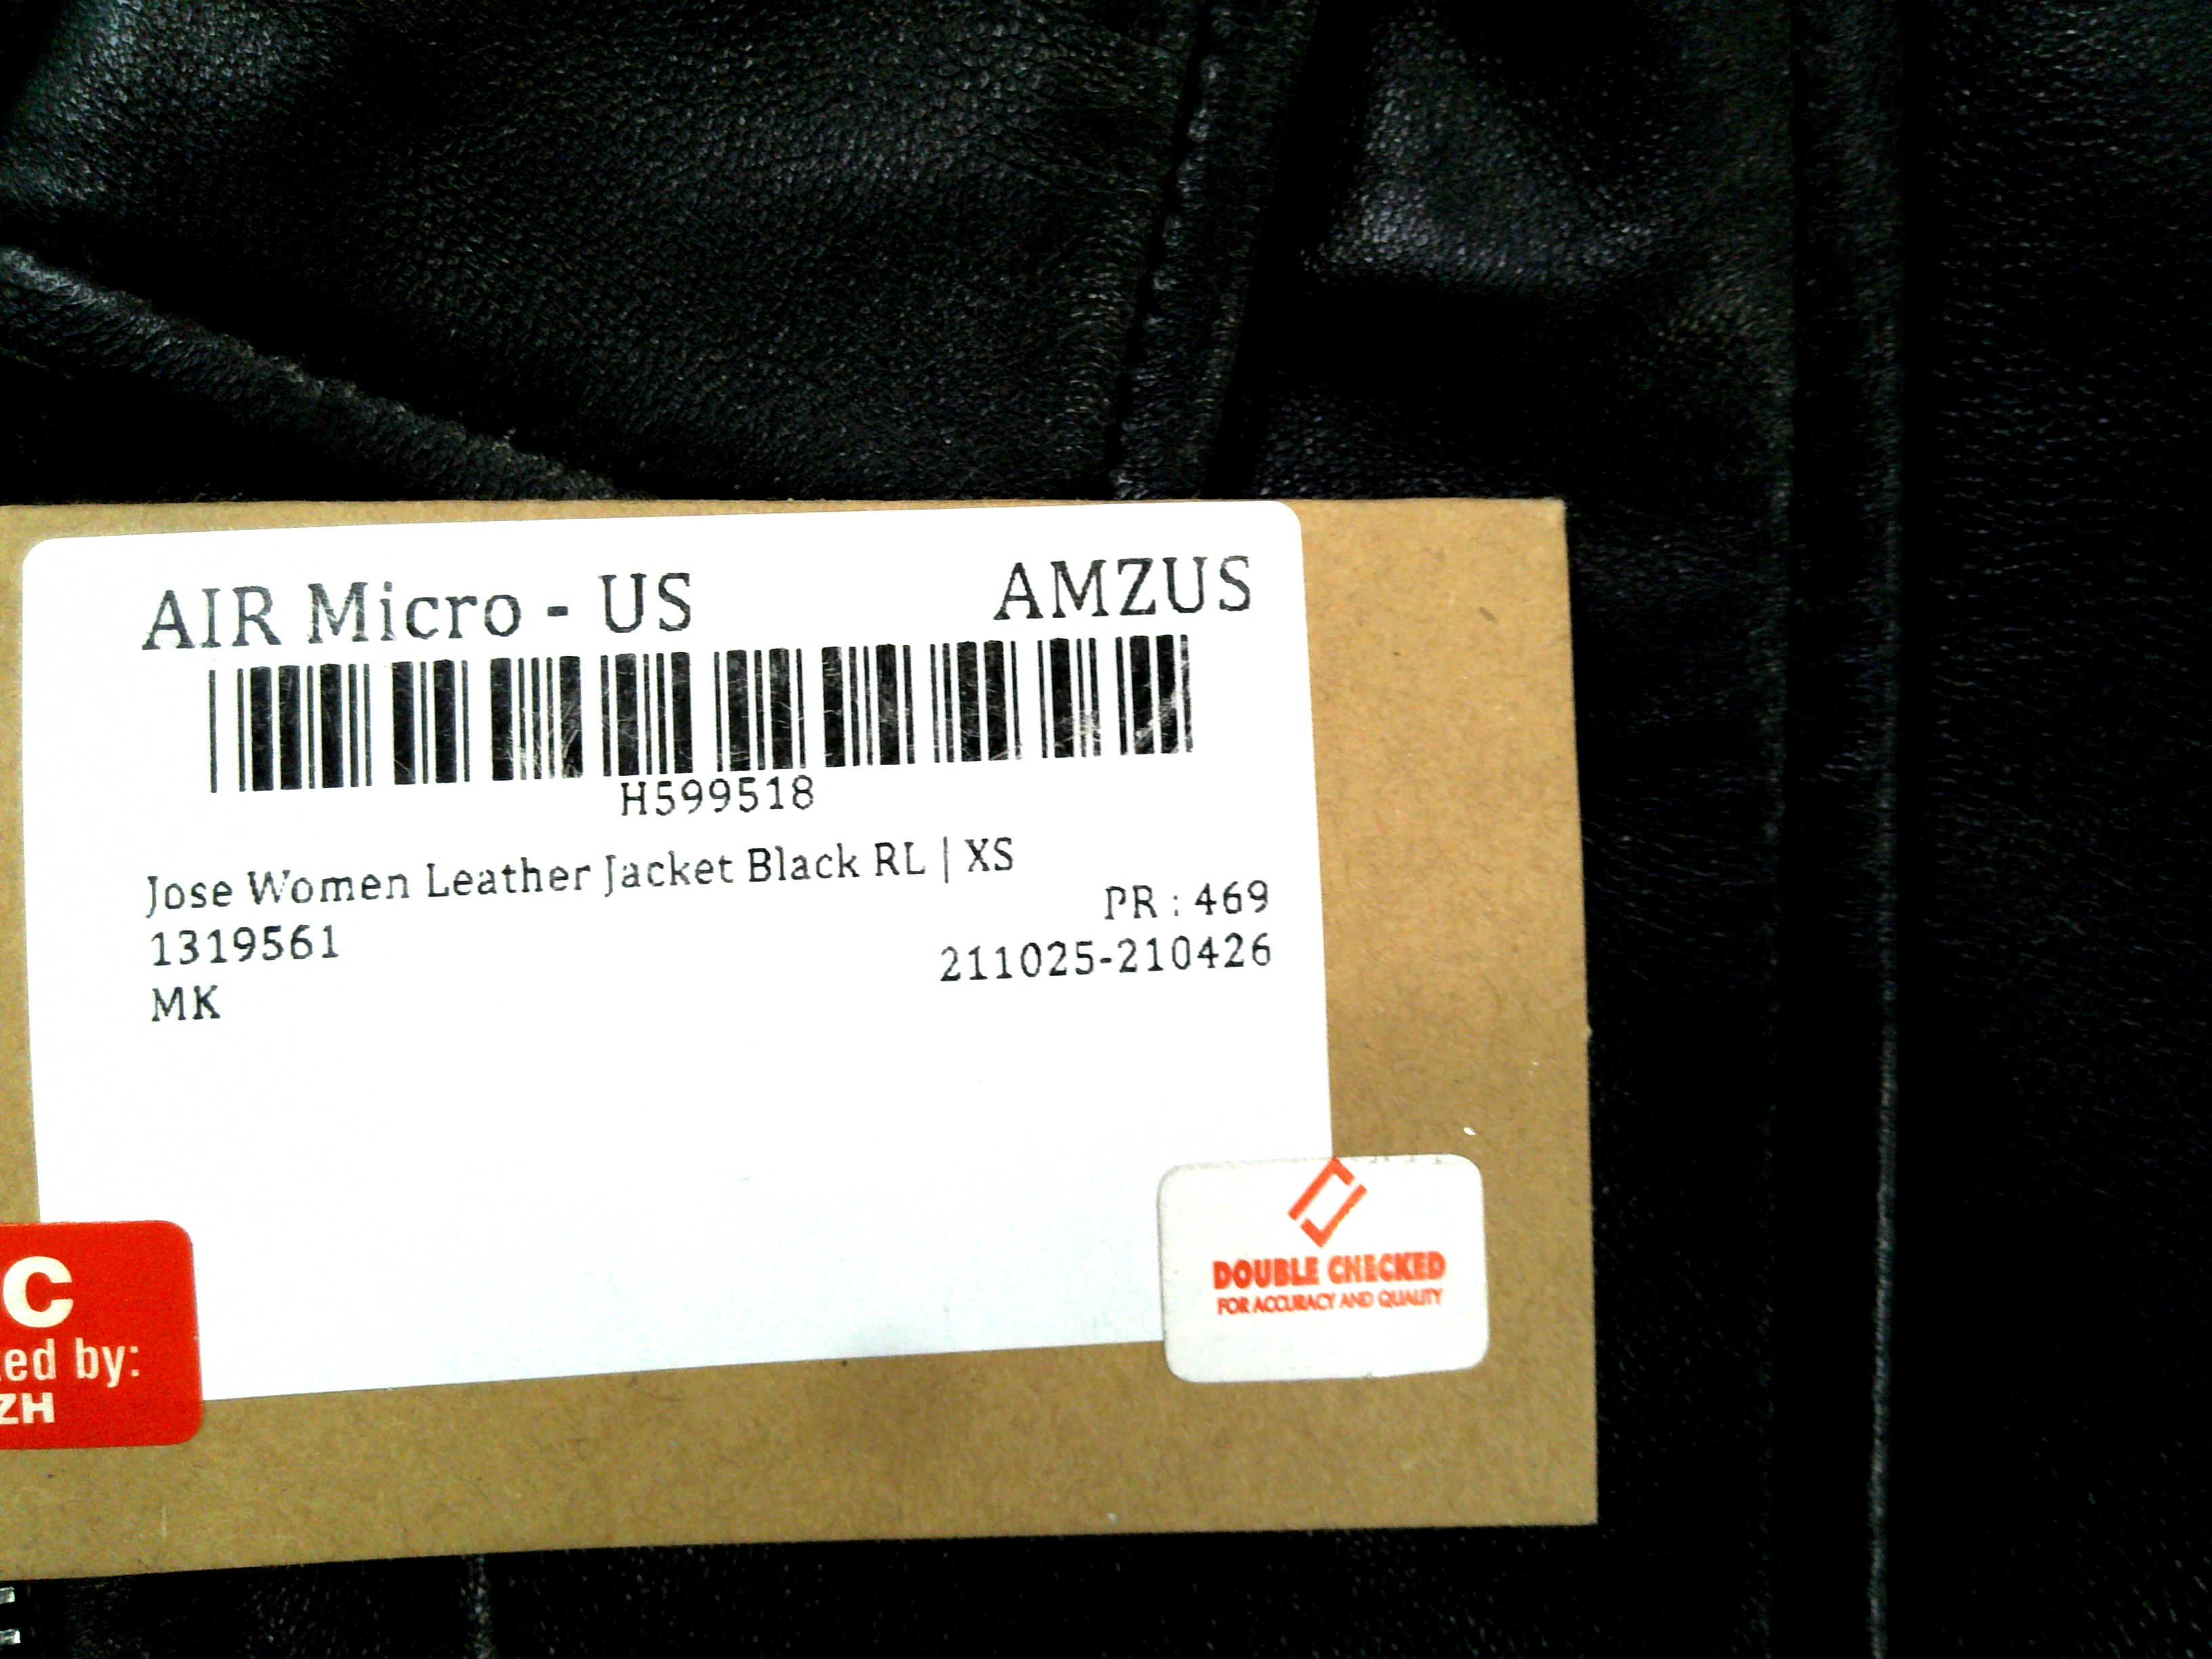 AIR Micro - US AMZUS
H599518
Jose Women Leather Jacket Black RL | XS
PR : 469
1319561
211025-210426
MK
DOUBLE CHECKED
FOR ACCURACY AND QUALITY
C
ed by:
ZH